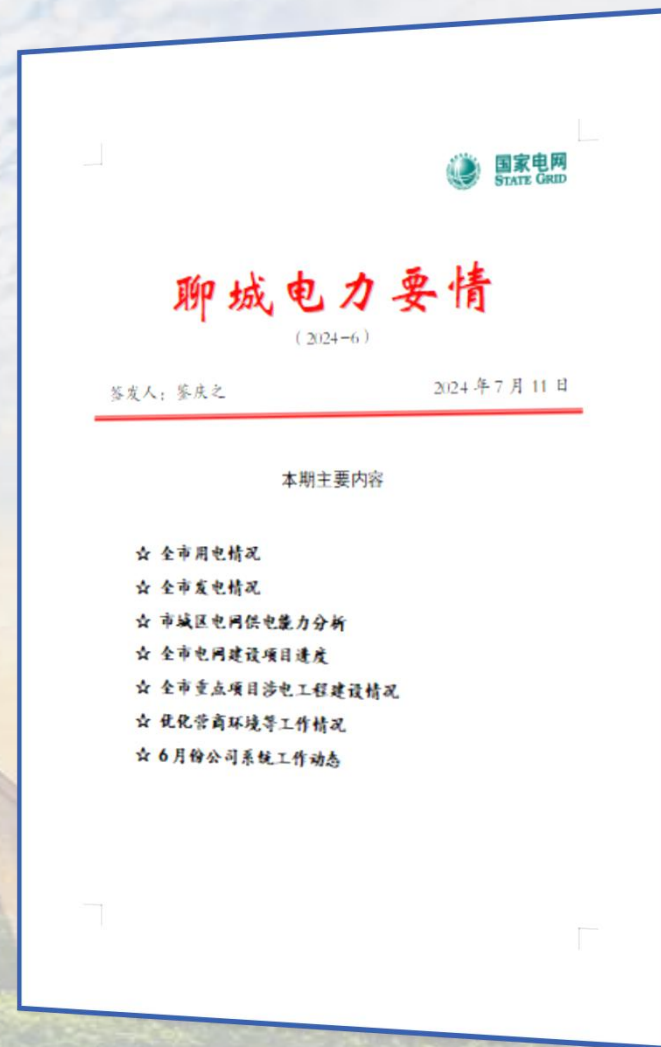 国家电网
STATE GRID
聊城电力要情
（2024-6）
签发人：鉴庆之 2024年7月11日
本期主要内容
☆ 全市用电情况
☆ 全市发电情况
☆ 市城区电网供电能力分析
☆ 全市电网建设项目进度
☆ 全市重点项目涉电工程建设情况
☆ 优化营商环境等工作情况
☆ 6月份公司系统工作动态